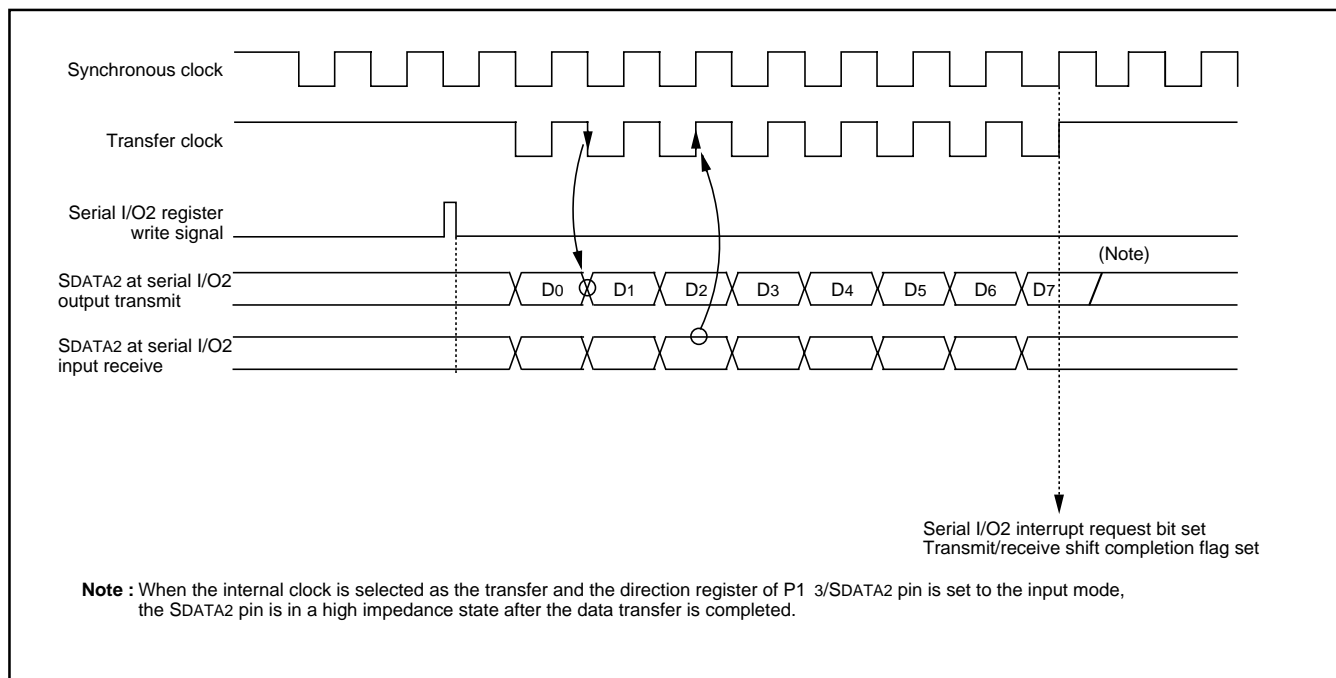 Synchronous clock
Transfer clock
Serial I/O2 register
write signal
(Note)
SDATA2 at serial I/O2
output transmit
D0 D1 D2 D3 D4 D5 D6 D7
SDATA2 at serial I/O2
input receive
Serial I/O2 interrupt request bit set
Transmit/receive shift completion flag set
Note : When the internal clock is selected as the transfer and the direction register of P1 3/SDATA2 pin is set to the input mode,
the SDATA2 pin is in a high impedance state after the data transfer is completed.